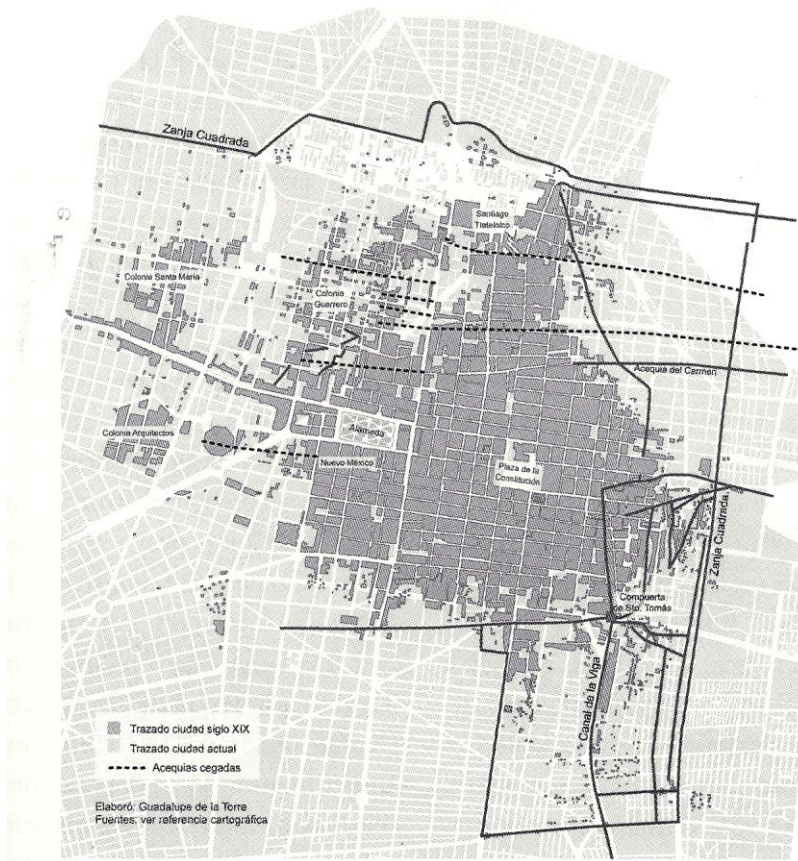 Zanja Cuadrada
Santiago
Tlatelolco
Colonia Santa María
Colonia
Guerrero
Acequia del Carmen
Colonia Arquitectos
Alameda
Nuevo México
Plaza de la
Constitución
Zanja Cuadrada
Compuerta
de Sto. Tomás
Canal de la Viga
Trazado ciudad siglo XIX
Trazado ciudad actual
Acequias cegadas
Elaboró: Guadalupe de la Torre
Fuentes: ver referencia cartográfica